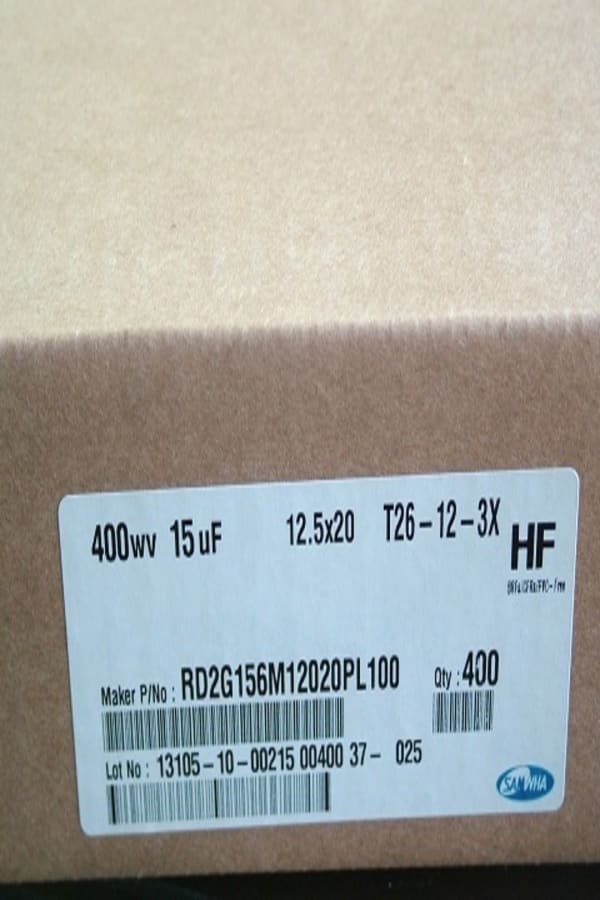 400WV 15uF 12.5x20 T26-12-3X
HF
Maker P/No : RD2G156M12020PL100 Qty : 400
Lot No : 13105-10-00215 00400 37- 025
SAMWHA